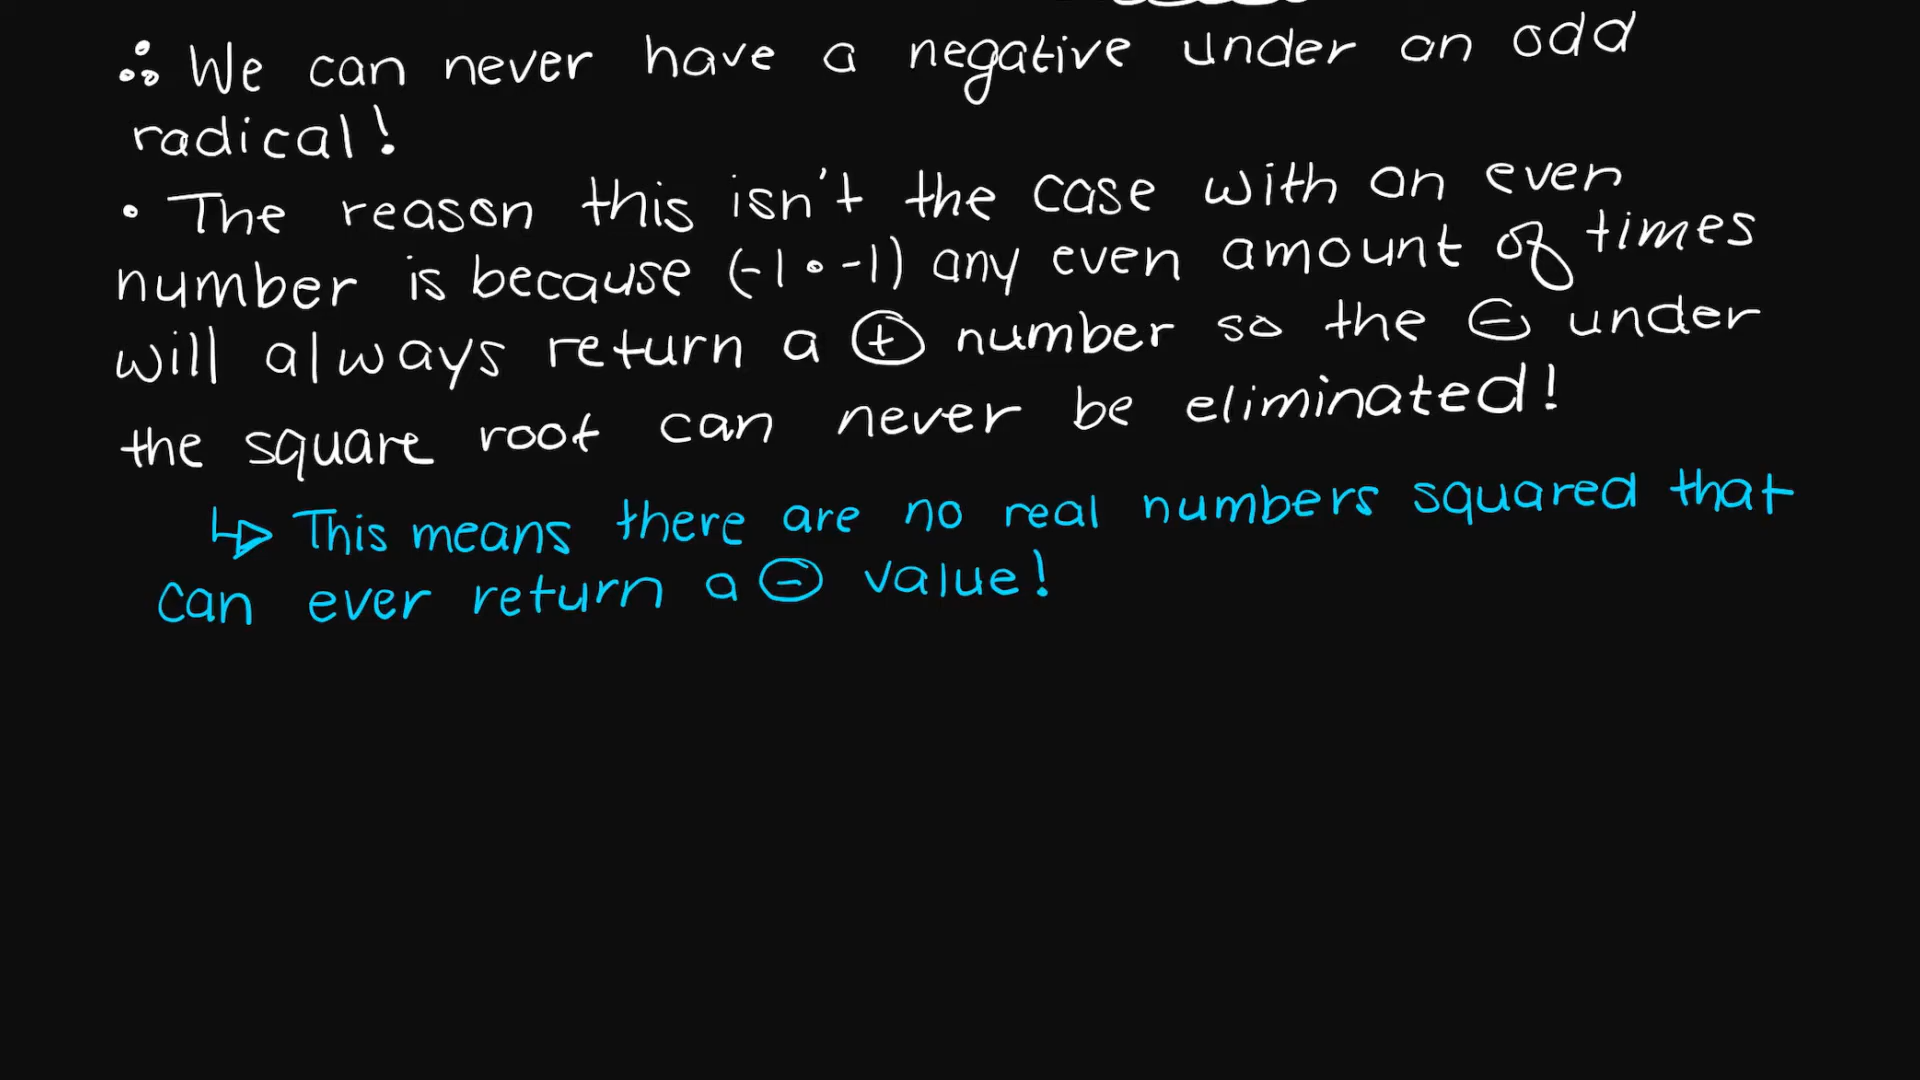 ∴ We can never have a negative under an odd
radical!
• The reason this isn't the case with an even
number is because (-1 • -1) any even amount of times
will always return a ⊕ number so the ⊖ under
the square root can never be eliminated!
↳ This means there are no real numbers squared that
can ever return a ⊖ value!